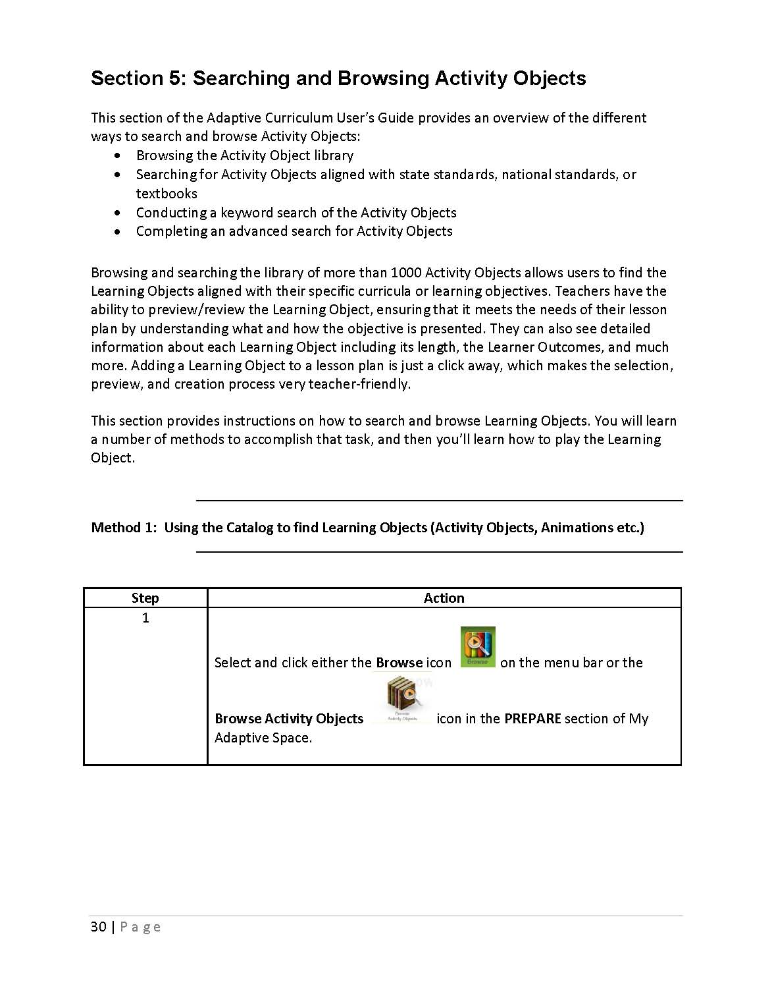 Section 5: Searching and Browsing Activity Objects
This section of the Adaptive Curriculum User’s Guide provides an overview of the different
ways to search and browse Activity Objects:
• Browsing the Activity Object library
• Searching for Activity Objects aligned with state standards, national standards, or
textbooks
• Conducting a keyword search of the Activity Objects
• Completing an advanced search for Activity Objects
Browsing and searching the library of more than 1000 Activity Objects allows users to find the
Learning Objects aligned with their specific curricula or learning objectives. Teachers have the
ability to preview/review the Learning Object, ensuring that it meets the needs of their lesson
plan by understanding what and how the objective is presented. They can also see detailed
information about each Learning Object including its length, the Learner Outcomes, and much
more. Adding a Learning Object to a lesson plan is just a click away, which makes the selection,
preview, and creation process very teacher-friendly.
This section provides instructions on how to search and browse Learning Objects. You will learn
a number of methods to accomplish that task, and then you’ll learn how to play the Learning
Object.
Method 1: Using the Catalog to find Learning Objects (Activity Objects, Animations etc.)
Step Action
1
Browse
Select and click either the Browse icon on the menu bar or the
Browse
Activity Objects
Browse Activity Objects icon in the PREPARE section of My
Adaptive Space.
30 | Page